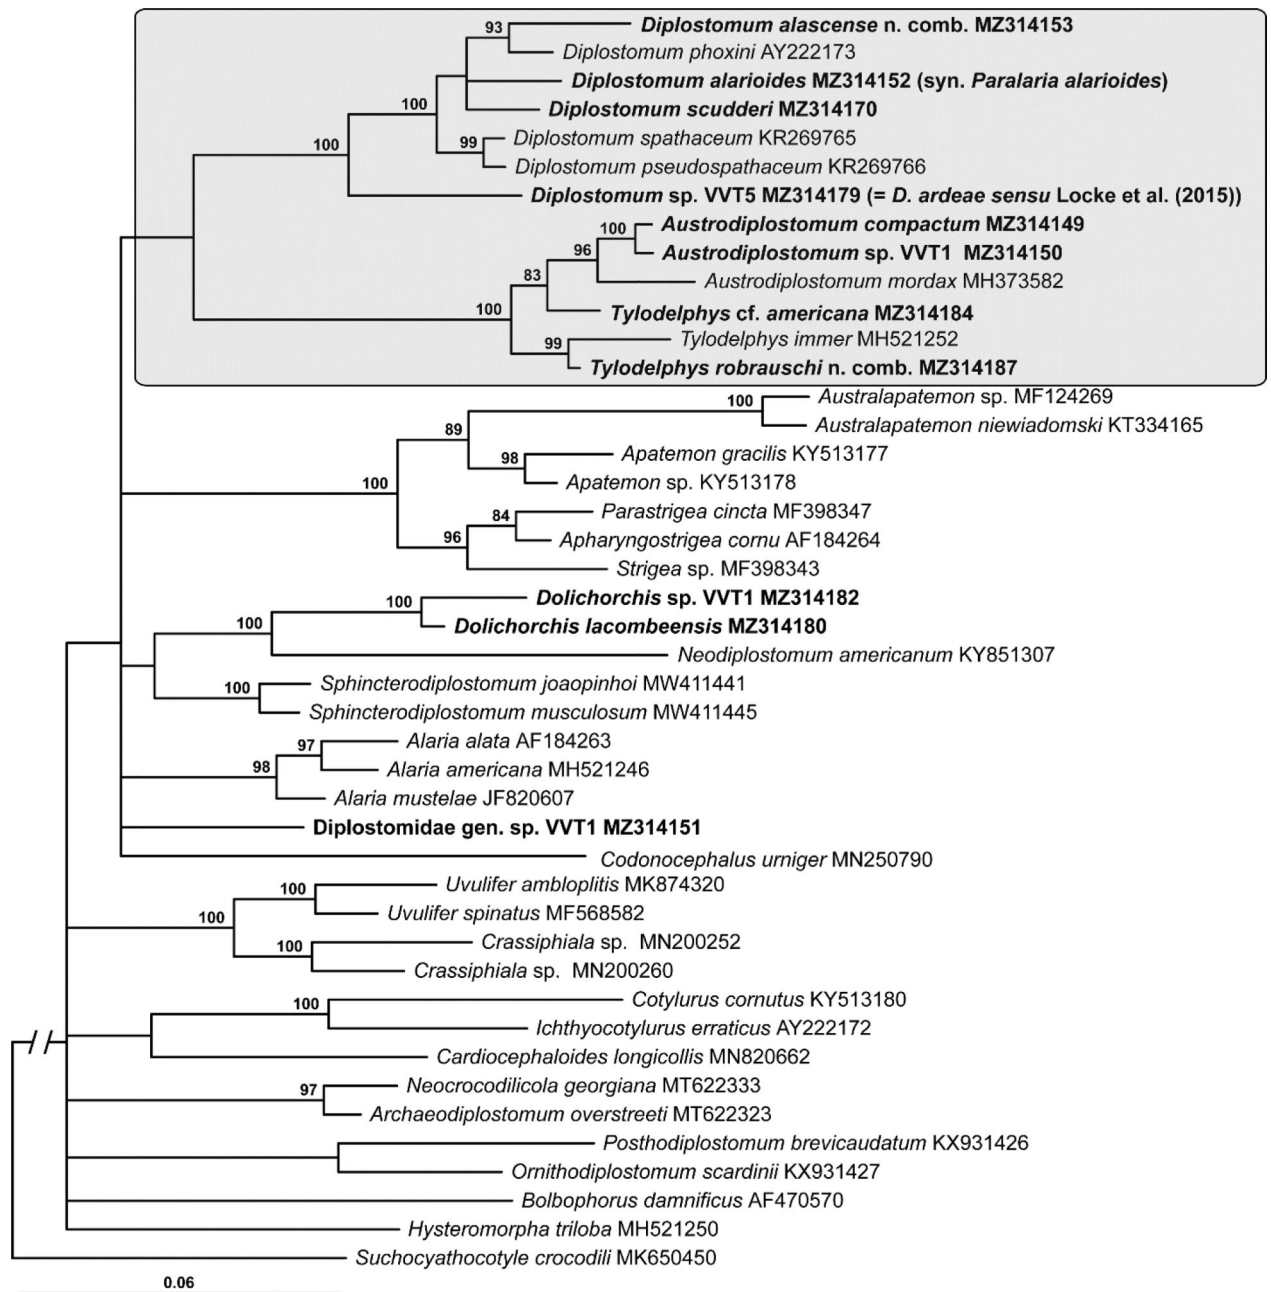 93
Diplostomum alascense n. comb. MZ314153
Diplostomum phoxini AY222173
Diplostomum alarioides MZ314152 (syn. Paralaria alarioides)
100
Diplostomum scudderi MZ314170
99
Diplostomum spathaceum KR269765
100
Diplostomum pseudospathaceum KR269766
Diplostomum sp. VVT5 MZ314179 (= D. ardeae sensu Locke et al. (2015))
100
Austrodiplostomum compactum MZ314149
96
Austrodiplostomum sp. VVT1 MZ314150
83
Austrodiplostomum mordax MH373582
100
Tylodelphys cf. americana MZ314184
99
Tylodelphys immer MH521252
Tylodelphys robrauschi n. comb. MZ314187
100
Australapatemon sp. MF124269
89
Australapatemon niewiadomski KT334165
98
Apatemon gracilis KY513177
100
Apatemon sp. KY513178
84
Parastrigea cincta MF398347
96
Apharyngostrigea cornu AF184264
Strigea sp. MF398343
100
Dolichorchis sp. VVT1 MZ314182
100
Dolichorchis lacombeensis MZ314180
Neodiplostomum americanum KY851307
100
Sphincterodiplostomum joaopinhoi MW411441
Sphincterodiplostomum musculosum MW411445
97
Alaria alata AF184263
98
Alaria americana MH521246
Alaria mustelae JF820607
Diplostomidae gen. sp. VVT1 MZ314151
Codonocephalus urniger MN250790
100
Uvulifer ambloplitis MK874320
100
Uvulifer spinatus MF568582
100
Crassiphiala sp. MN200252
Crassiphiala sp. MN200260
100
Cotylurus cornutus KY513180
Ichthyocotylurus erraticus AY222172
Cardiocephaloides longicollis MN820662
97
Neocrocodilicola georgiana MT622333
Archaeodiplostomum overstreeti MT622323
Posthodiplostomum brevicaudatum KX931426
Ornithodiplostomum scardinii KX931427
Bolbophorus damnificus AF470570
Hysteromorpha triloba MH521250
Suchocyathocotyle crocodili MK650450
0.06